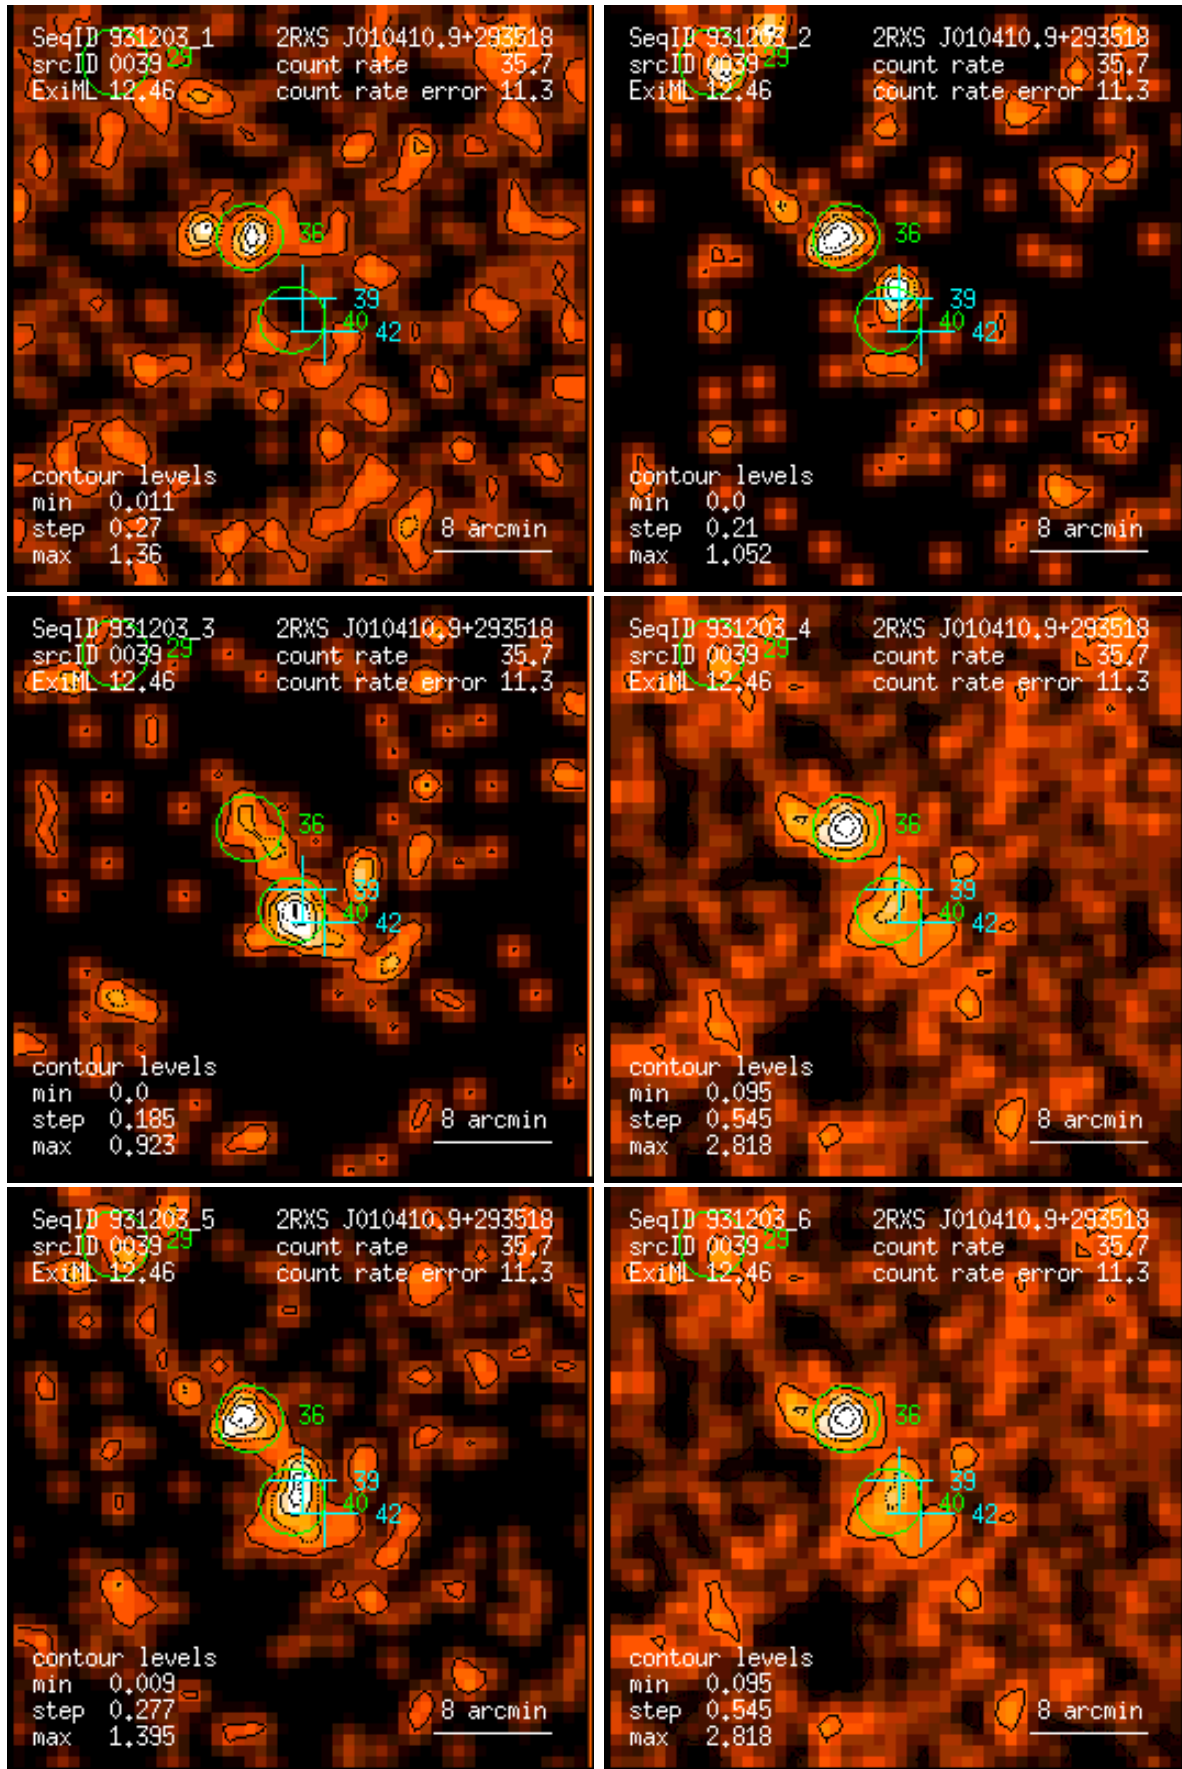 SeqID 931203_1 2RXS J010410.9+293518
srcID 0039 29 count rate 35.7
ExiML 12.46 count rate error 11.3
36
39
40 42
contour levels
min 0.011
step 0.27 8 arcmin
max 1.36
SeqID 931203_2 2RXS J010410.9+293518
srcID 0039 29 count rate 35.7
ExiML 12.46 count rate error 11.3
36
39
40 42
contour levels
min 0.0
step 0.21 8 arcmin
max 1.052
SeqID 931203_3 2RXS J010410.9+293518
srcID 0039 29 count rate 35.7
ExiML 12.46 count rate error 11.3
36
39
40 42
contour levels
min 0.0
step 0.185 8 arcmin
max 0.923
SeqID 931203_4 2RXS J010410.9+293518
srcID 0039 29 count rate 35.7
ExiML 12.46 count rate error 11.3
36
39
40 42
contour levels
min 0.095
step 0.545 8 arcmin
max 2.818
SeqID 931203_5 2RXS J010410.9+293518
srcID 0039 29 count rate 35.7
ExiML 12.46 count rate error 11.3
36
39
40 42
contour levels
min 0.009
step 0.277 8 arcmin
max 1.395
SeqID 931203_6 2RXS J010410.9+293518
srcID 0039 29 count rate 35.7
ExiML 12.46 count rate error 11.3
36
39
40 42
contour levels
min 0.095
step 0.545 8 arcmin
max 2.818